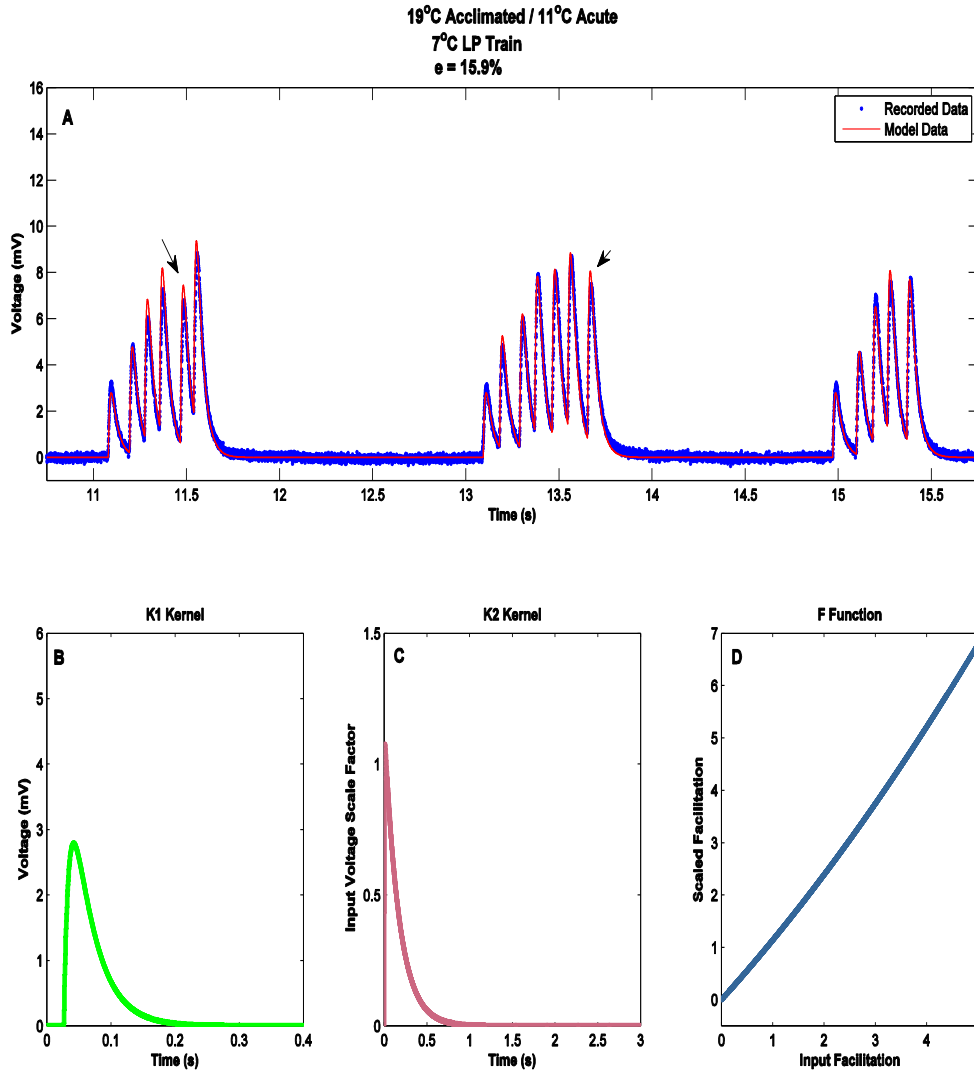 19°C Acclimated / 11°C Acute
7°C LP Train
e = 15.9%
A
Recorded Data
Model Data
Voltage (mV)
16
14
12
10
8
6
4
2
0
11
11.5
12
12.5
13
13.5
14
14.5
15
15.5
Time (s)
K1 Kernel
B
Voltage (mV)
6
5
4
3
2
1
0
0
0.1
0.2
0.3
0.4
Time (s)
K2 Kernel
C
Input Voltage Scale Factor
1.5
1
0.5
0
0
0.5
1
1.5
2
2.5
3
Time (s)
F Function
D
Scaled Facilitation
7
6
5
4
3
2
1
0
0
1
2
3
4
Input Facilitation